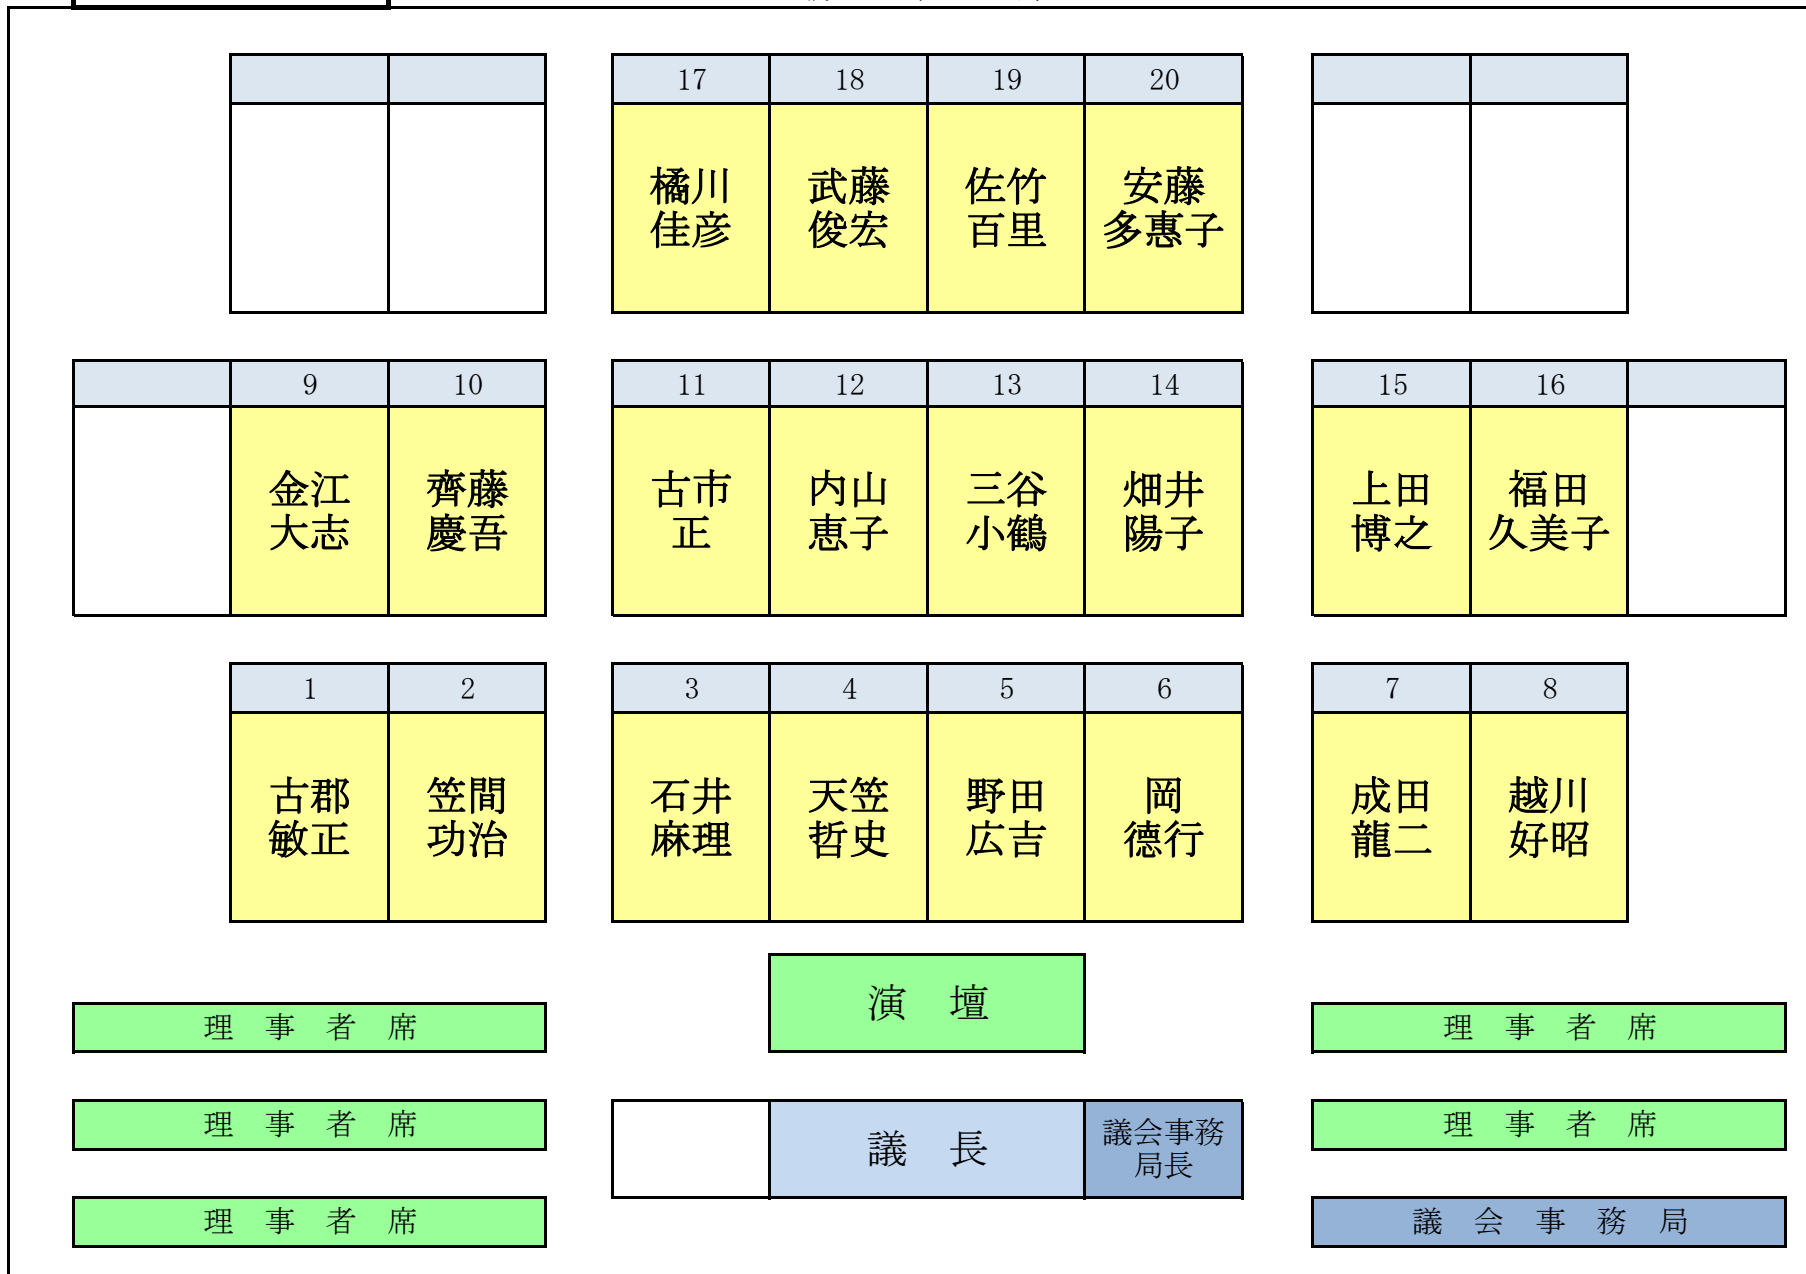 17 18 19 20
橘川 武藤 佐竹 安藤
佳彦 俊宏 百里 多惠子
9 10 11 12 13 14 15 16
金江 齊藤 古市 内山 三谷 畑井 上田 福田
大志 慶吾 正 恵子 小鶴 陽子 博之 久美子
1 2 3 4 5 6 7 8
古郡 笠間 石井 天笠 野田 岡 成田 越川
敏正 功治 麻理 哲史 広吉 德行 龍二 好昭
演 壇
理 事 者 席 理 事 者 席
理 事 者 席 議 長 議会事務 理 事 者 席
局長
理 事 者 席 議 会 事 務 局